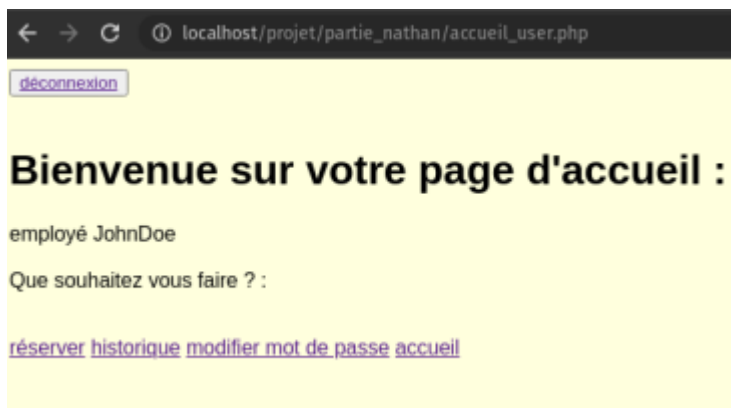 localhost/projet/partie_nathan/accueil_user.php
déconnexion
Bienvenue sur votre page d'accueil :
employé JohnDoe
Que souhaitez vous faire ? :
réserver historique modifier mot de passe accueil